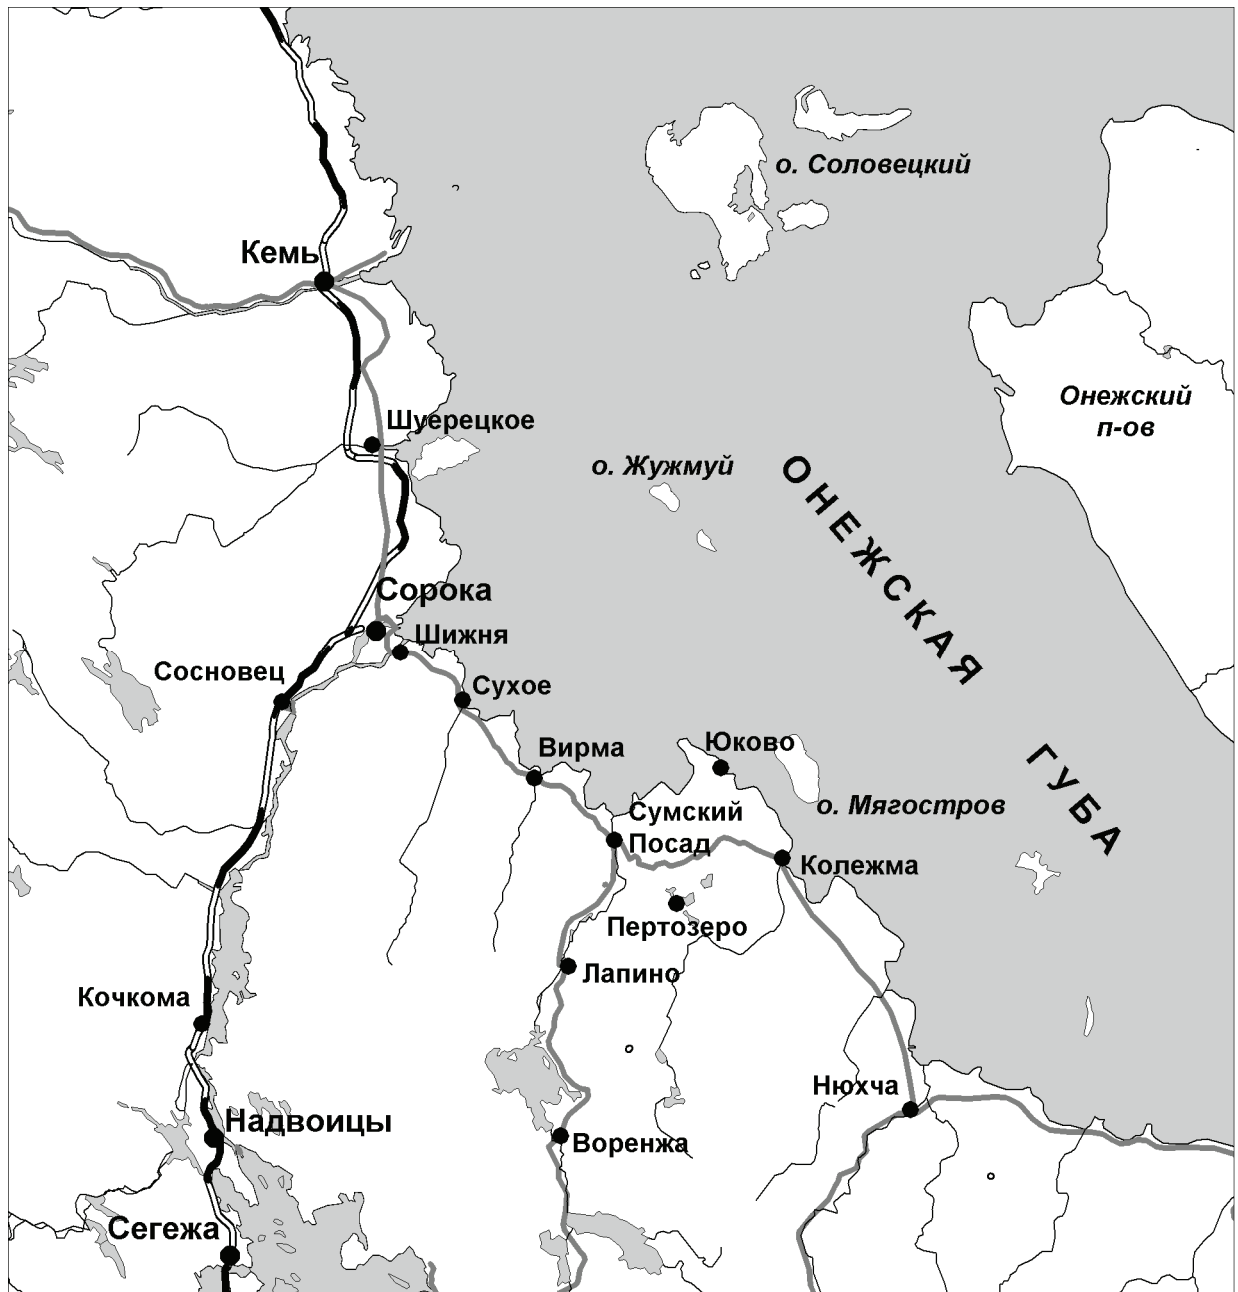 о. Соловецкий
Кемь
Онежский
п-ов
Шуерецкое
о. Жужмуй
ОНЕЖСКАЯ
ГУБА
Сорока
Шижня
Сосновец
Сухое
Вирма
Юково
о. Мягостров
Сумский
Посад
Колежма
Пертозеро
Лапино
Кочкома
Нюхча
Надвоицы
Воренжа
Сегежа